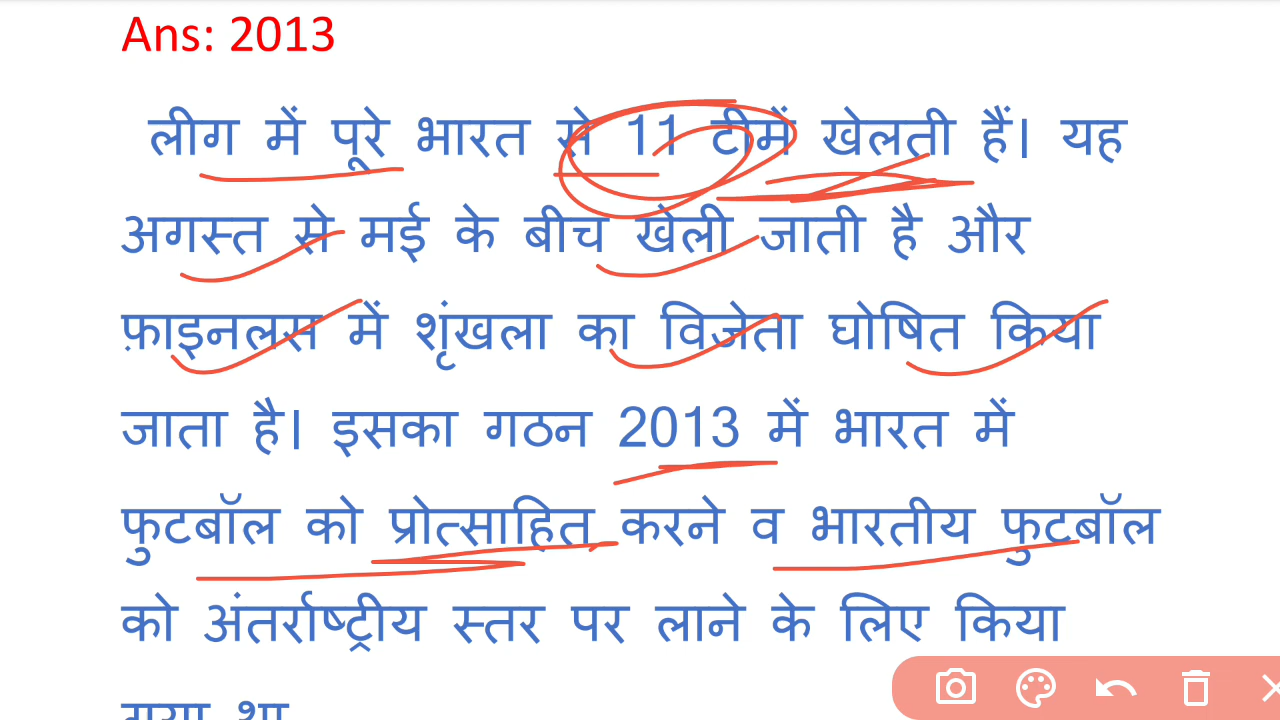 Ans: 2013
लीग में पूरे भारत से 11 टीमें खेलती हैं। यह
अगस्त से मई के बीच खेली जाती है और
फ़ाइनलस में शृंखला का विजेता घोषित किया
जाता है। इसका गठन 2013 में भारत में
फुटबॉल को प्रोत्साहित करने व भारतीय फुटबॉल
को अंतर्राष्ट्रीय स्तर पर लाने के लिए किया
गया था